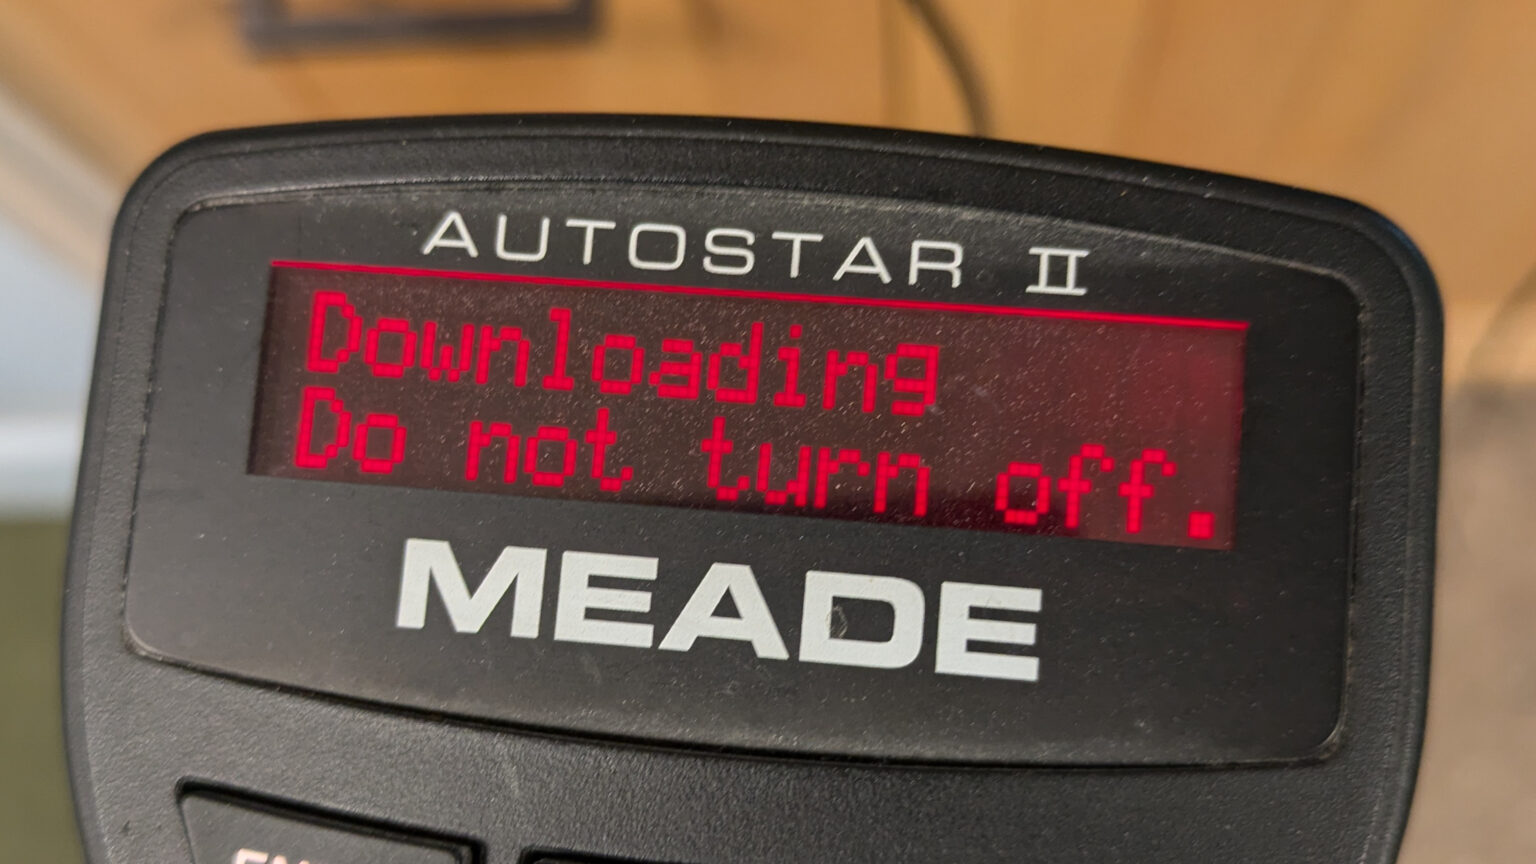 AUTOSTAR II
Downloading
Do not turn off.
MEADE